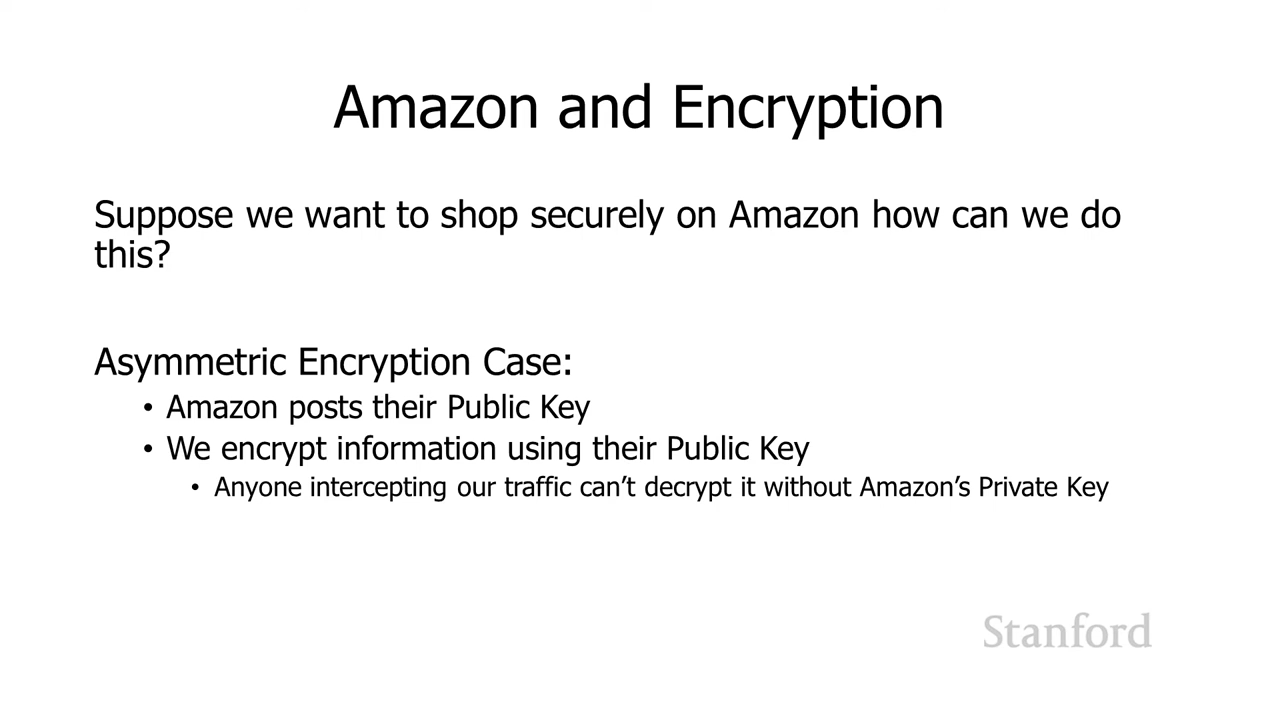 Amazon and Encryption
Suppose we want to shop securely on Amazon how can we do
this?
Asymmetric Encryption Case:
• Amazon posts their Public Key
• We encrypt information using their Public Key
• Anyone intercepting our traffic can’t decrypt it without Amazon’s Private Key
Stanford